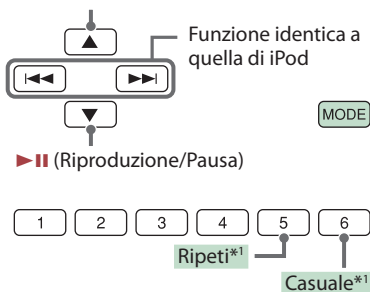 ▲
Funzione identica a
quella di iPod
⏮ ⏭
▼
MODE
►II (Riproduzione/Pausa)
1 2 3 4 5 6
Ripeti*1
Casuale*1